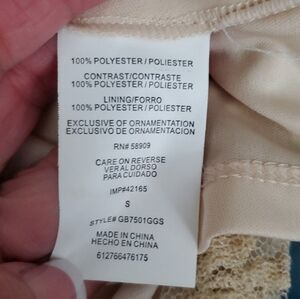 100% POLYESTER / POLIESTER
CONTRAST/CONTRASTE
100% POLYESTER / POLIESTER
LINING/FORRO
100% POLYESTER / POLIESTER
EXCLUSIVE OF ORNAMENTATION
EXCLUSIVO DE ORNAMENTATION
RN# 58909
CARE ON REVERSE
VER AL DORSO
PARA CUIDADO
IMP#42165
S
STYLE# GB7501GGS
MADE IN CHINA
HECHO EN CHINA
612766476175